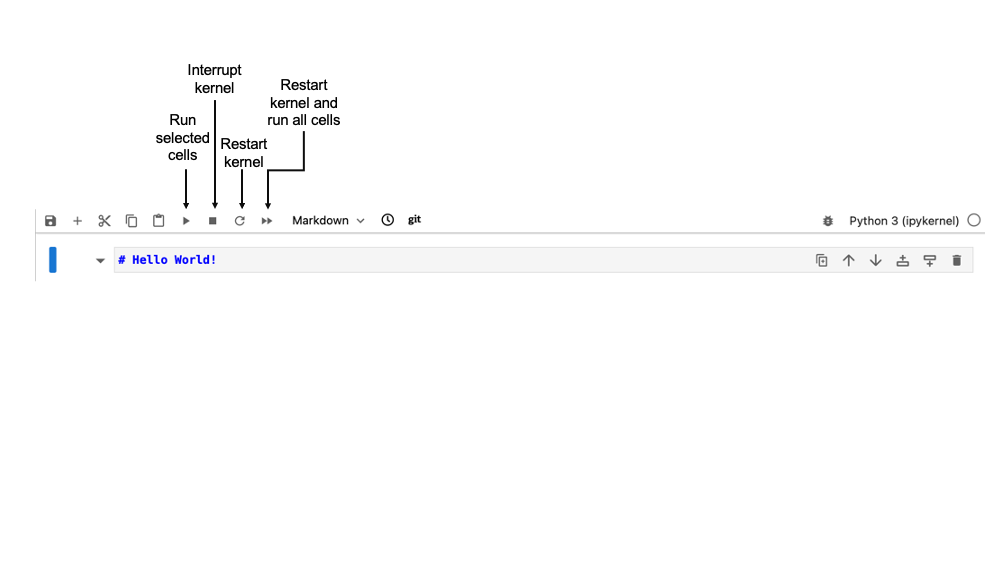 Interrupt
kernel
Restart
kernel and
run all cells
Run
selected
cells
Restart
kernel
Markdown
git
Python 3 (ipykernel)
# Hello World!